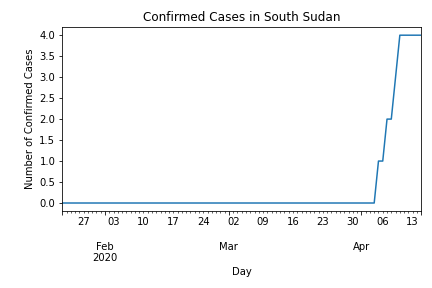 Confirmed Cases in South Sudan
Number of Confirmed Cases
4.0
3.5
3.0
2.5
2.0
1.5
1.0
0.5
0.0
27 03 10 17 24 02 09 16 23 30 06 13
Feb Mar Apr
2020
Day